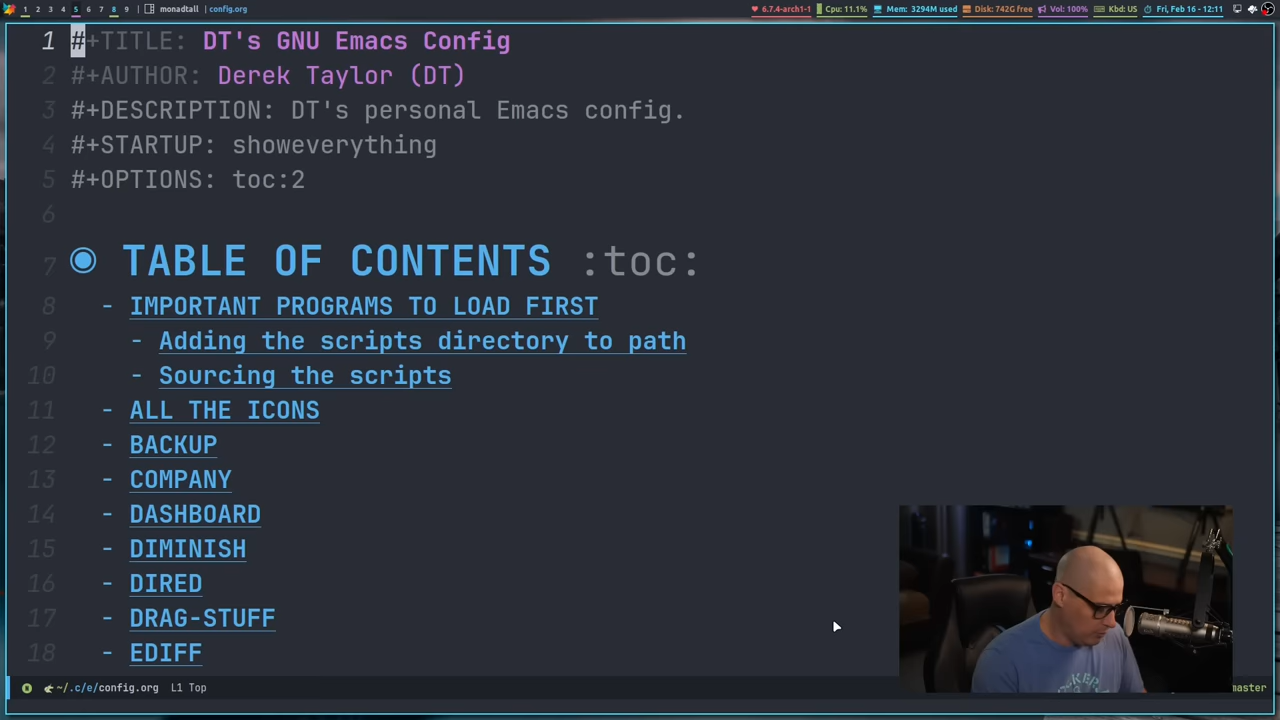 1 2 3 4 5 6 7 8 9 monadtall config.org 6.7.4-arch1-1 Cpu: 11.1% Mem: 3294M used Disk: 742G free Vol: 100% Kbd: US Fri, Feb 16 - 12:11
1 #+TITLE: DT's GNU Emacs Config
2 #+AUTHOR: Derek Taylor (DT)
3 #+DESCRIPTION: DT's personal Emacs config.
4 #+STARTUP: showeverything
5 #+OPTIONS: toc:2
6
7 TABLE OF CONTENTS :toc:
8 - IMPORTANT PROGRAMS TO LOAD FIRST
9 - Adding the scripts directory to path
10 - Sourcing the scripts
11 - ALL THE ICONS
12 - BACKUP
13 - COMPANY
14 - DASHBOARD
15 - DIMINISH
16 - DIRED
17 - DRAG-STUFF
18 - EDIFF
~/.c/e/config.org L1 Top master